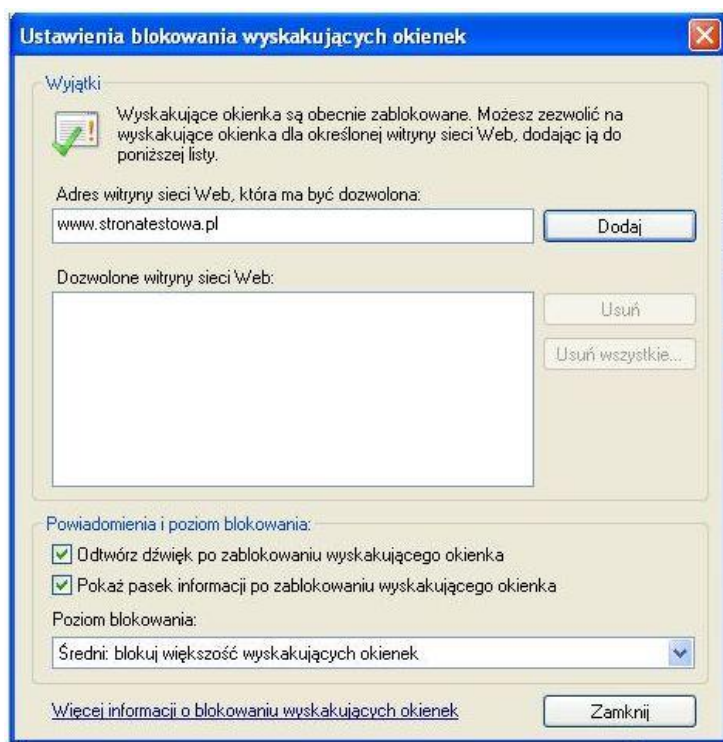 Ustawienia blokowania wyskakujących okienek
Wyjątki
Wyskakujące okienka są obecnie zablokowane. Możesz zezwolić na
wyskakujące okienka dla określonej witryny sieci Web, dodając ją do
poniższej listy.
Adres witryny sieci Web, która ma być dozwolona:
www.stronatestowa.pl
Dodaj
Dozwolone witryny sieci Web:
Usuń
Usuń wszystkie...
Powiadomienia i poziom blokowania:
Odtwórz dźwięk po zablokowaniu wyskakującego okienka
Pokaż pasek informacji po zablokowaniu wyskakującego okienka
Poziom blokowania:
Średni: blokuj większość wyskakujących okienek
Więcej informacji o blokowaniu wyskakujących okienek
Zamknij